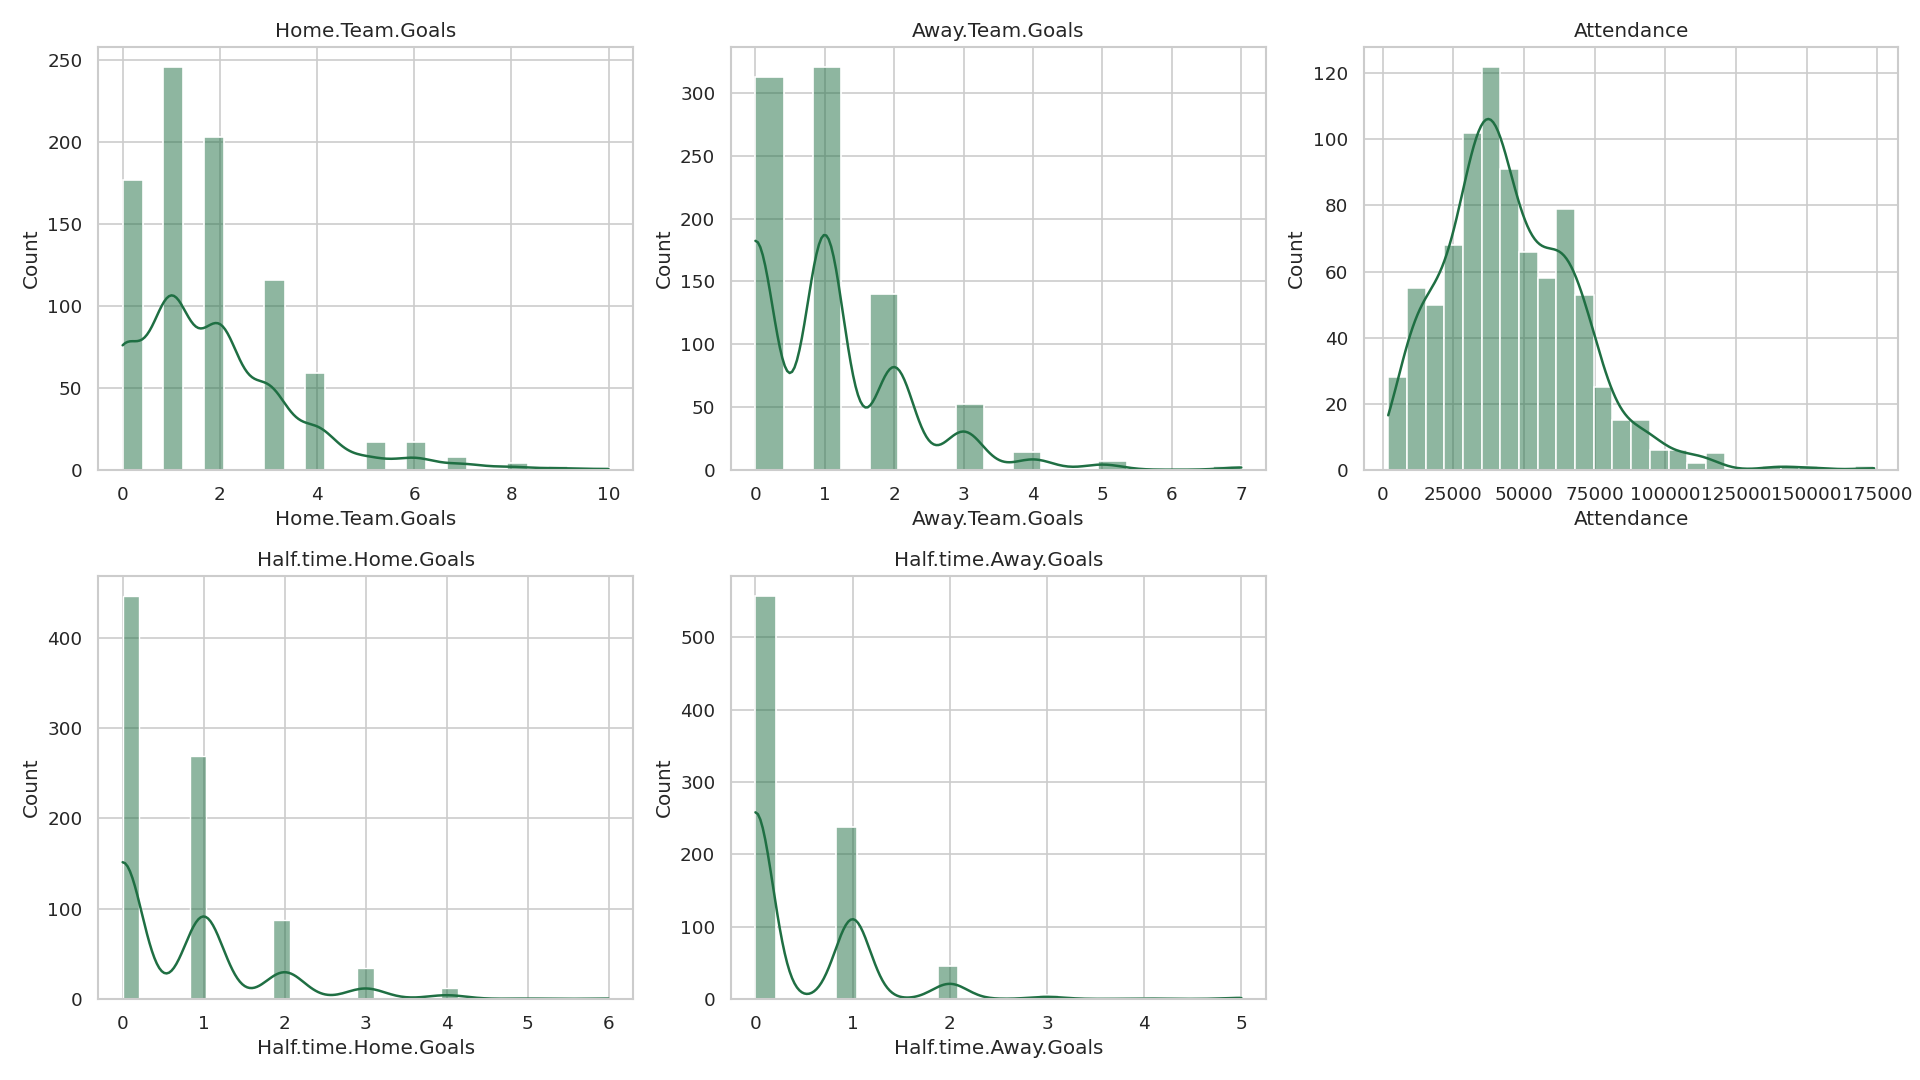 Home.Team.Goals
Away.Team.Goals
Attendance
250
200
150
100
50
0
Count
0 2 4 6 8 10
Home.Team.Goals
300
250
200
150
100
50
0
Count
0 1 2 3 4 5 6 7
Away.Team.Goals
120
100
80
60
40
20
0
Count
0 25000 50000 75000 100000 125000 150000 175000
Attendance
Half.time.Home.Goals
Half.time.Away.Goals
400
300
200
100
0
Count
0 1 2 3 4 5 6
Half.time.Home.Goals
500
400
300
200
100
0
Count
0 1 2 3 4 5
Half.time.Away.Goals